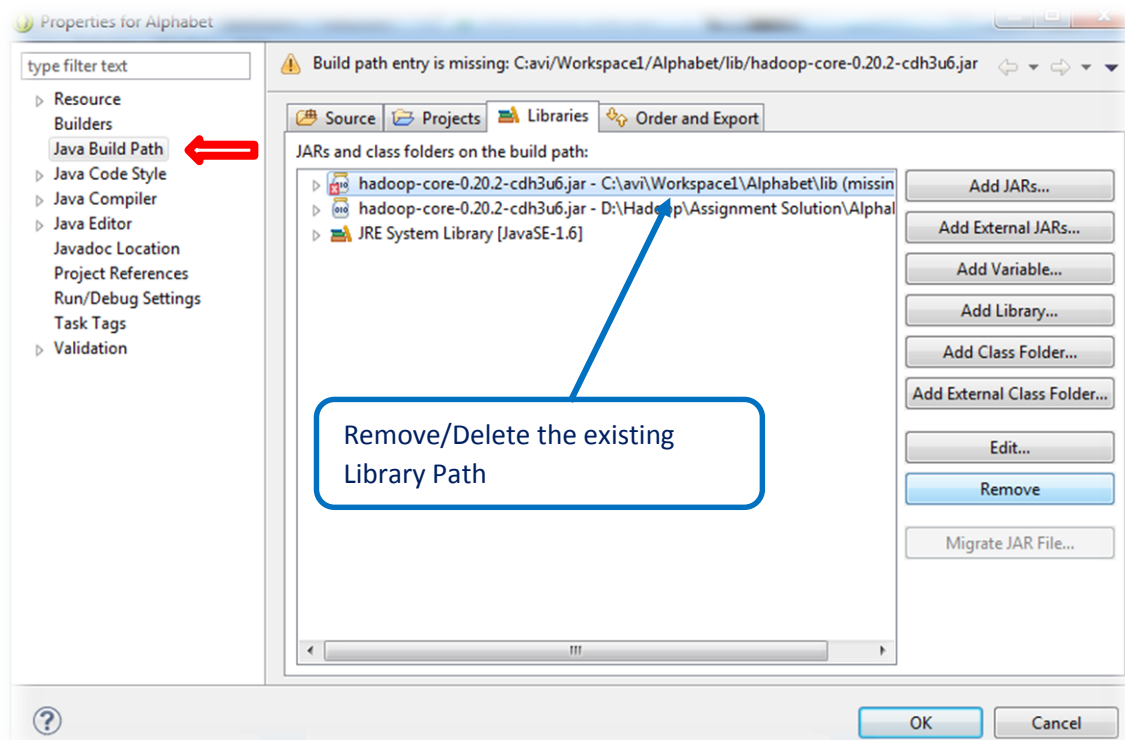 Properties for Alphabet
type filter text
Resource
Builders
Java Build Path
Java Code Style
Java Compiler
Java Editor
Javadoc Location
Project References
Run/Debug Settings
Task Tags
Validation
Build path entry is missing: C:avi/Workspace1/Alphabet/lib/hadoop-core-0.20.2-cdh3u6.jar
Source Projects Libraries Order and Export
JARs and class folders on the build path:
hadoop-core-0.20.2-cdh3u6.jar - C:\avi\Workspace1\Alphabet\lib (missin
hadoop-core-0.20.2-cdh3u6.jar - D:\Hadoop\Assignment Solution\Alphal
JRE System Library [JavaSE-1.6]
Remove/Delete the existing
Library Path
Add JARs...
Add External JARs...
Add Variable...
Add Library...
Add Class Folder...
Add External Class Folder...
Edit...
Remove
Migrate JAR File...
OK Cancel